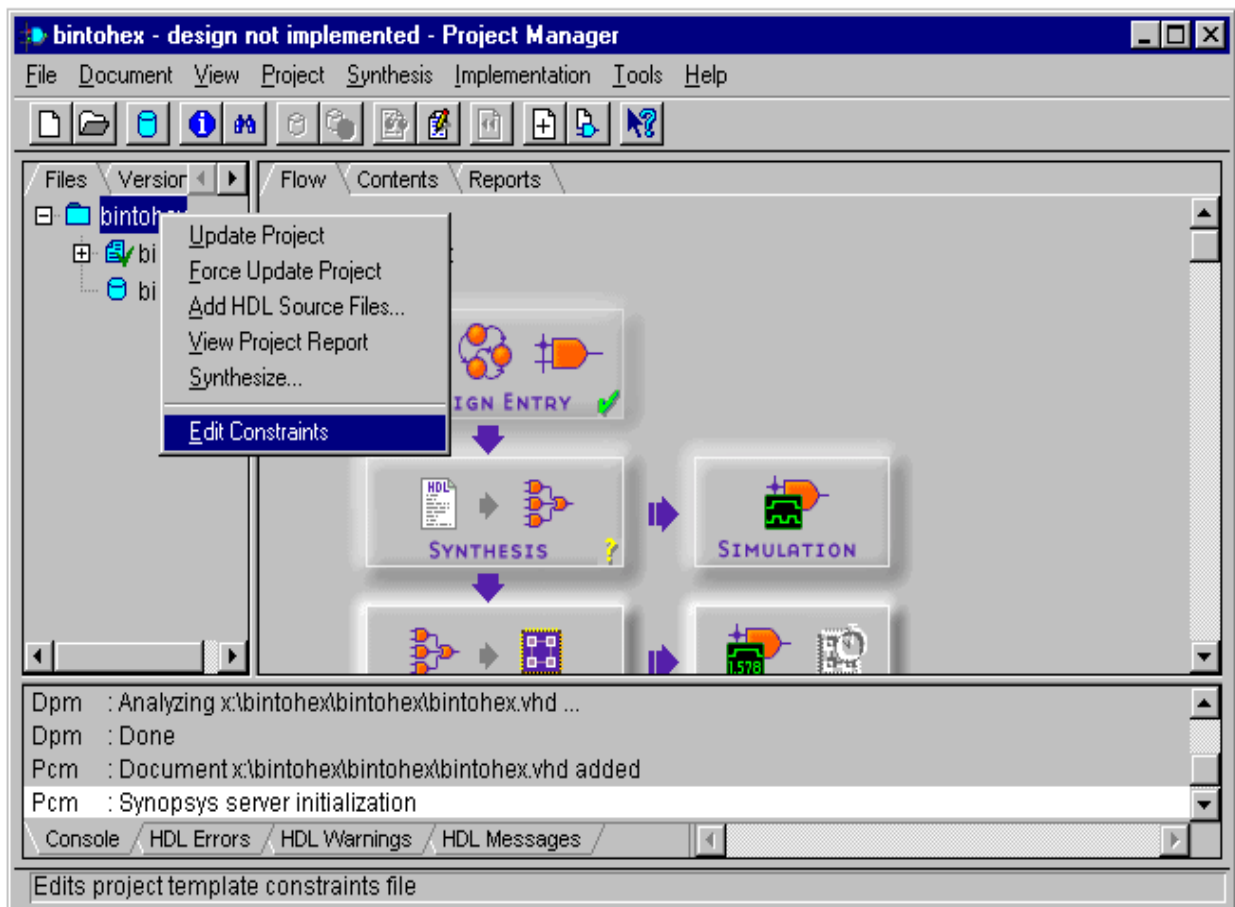 bintohex - design not implemented - Project Manager
File Document View Project Synthesis Implementation Tools Help
Files Version Flow Contents Reports
bintohex
bi
bi
Update Project
Force Update Project
Add HDL Source Files...
View Project Report
Synthesize...
Edit Constraints
IGN ENTRY
HDL
SYNTHESIS ?
SIMULATION
1.578
Dpm : Analyzing x:\bintohex\bintohex\bintohex.vhd ...
Dpm : Done
Pcm : Document x:\bintohex\bintohex\bintohex.vhd added
Pcm : Synopsys server initialization
Console HDL Errors HDL Warnings HDL Messages
Edits project template constraints file